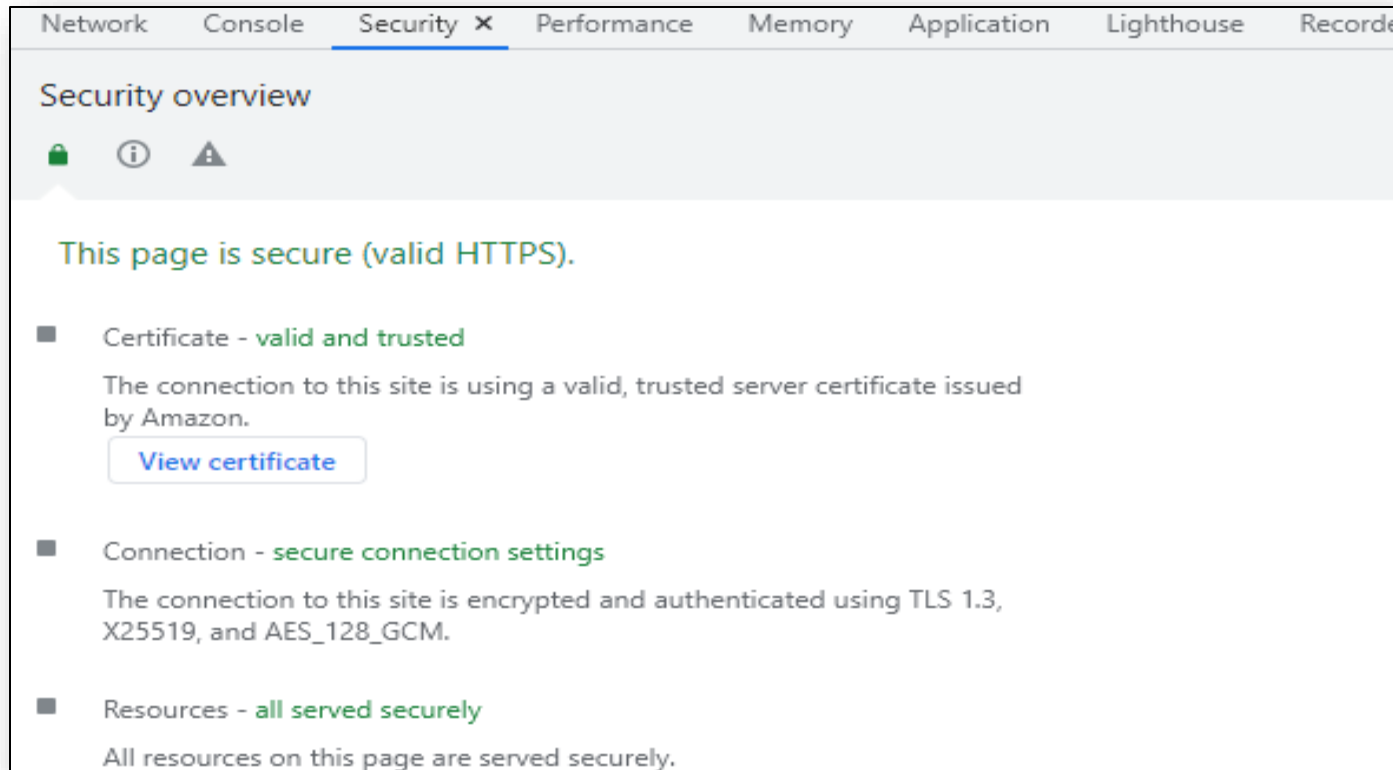 Network Console Security × Performance Memory Application Lighthouse Recorde
Security overview
This page is secure (valid HTTPS).
Certificate - valid and trusted
The connection to this site is using a valid, trusted server certificate issued
by Amazon.
View certificate
Connection - secure connection settings
The connection to this site is encrypted and authenticated using TLS 1.3,
X25519, and AES_128_GCM.
Resources - all served securely
All resources on this page are served securely.